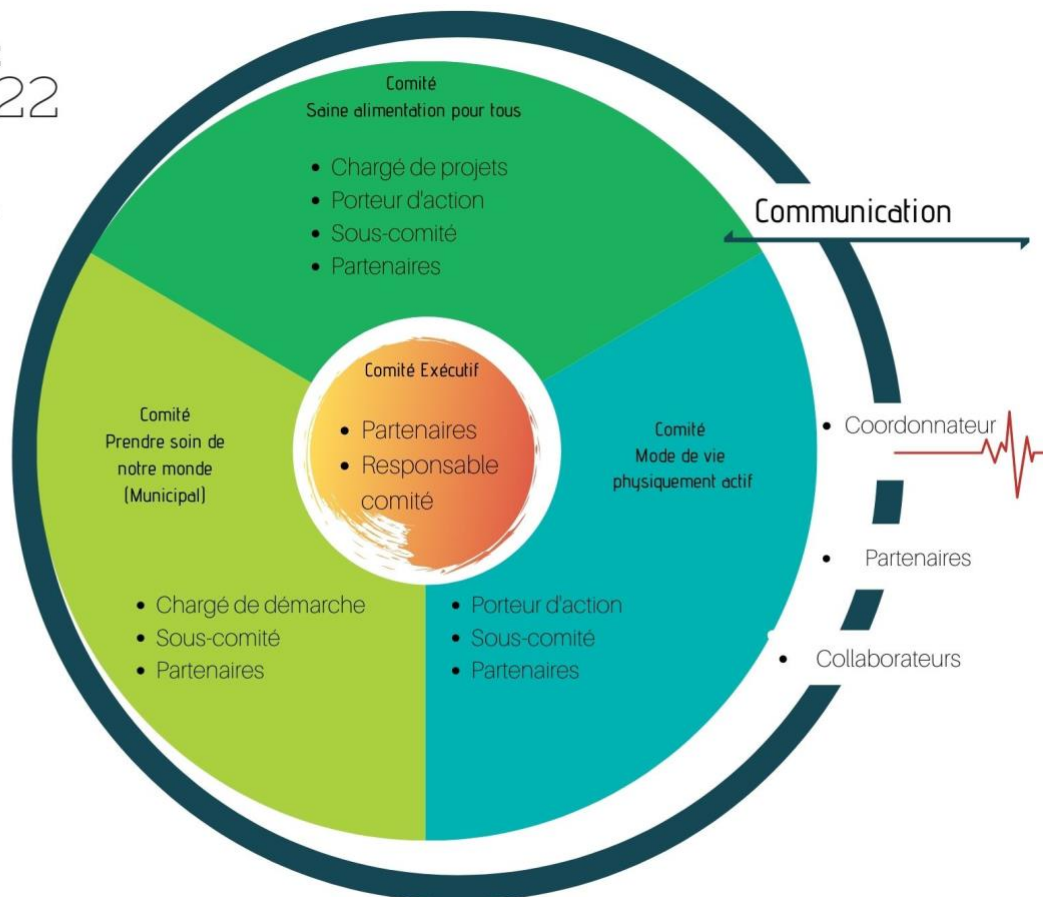 22
Comité
Saine alimentation pour tous
• Chargé de projets
• Porteur d'action
• Sous-comité
• Partenaires
Communication
Comité Exécutif
• Partenaires
• Responsable
comité
Comité
Prendre soin de
notre monde
(Municipal)
• Chargé de démarche
• Sous-comité
• Partenaires
Comité
Mode de vie
physiquement actif
• Porteur d'action
• Sous-comité
• Partenaires
• Coordonnateur
• Partenaires
• Collaborateurs